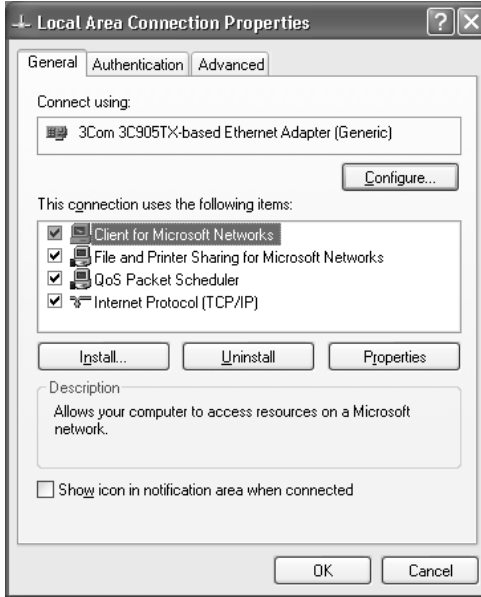 Local Area Connection Properties
General Authentication Advanced
Connect using:
3Com 3C905TX-based Ethernet Adapter (Generic)
Configure...
This connection uses the following items:
Client for Microsoft Networks
File and Printer Sharing for Microsoft Networks
QoS Packet Scheduler
Internet Protocol (TCP/IP)
Install... Uninstall Properties
Description
Allows your computer to access resources on a Microsoft
network.
Show icon in notification area when connected
OK Cancel